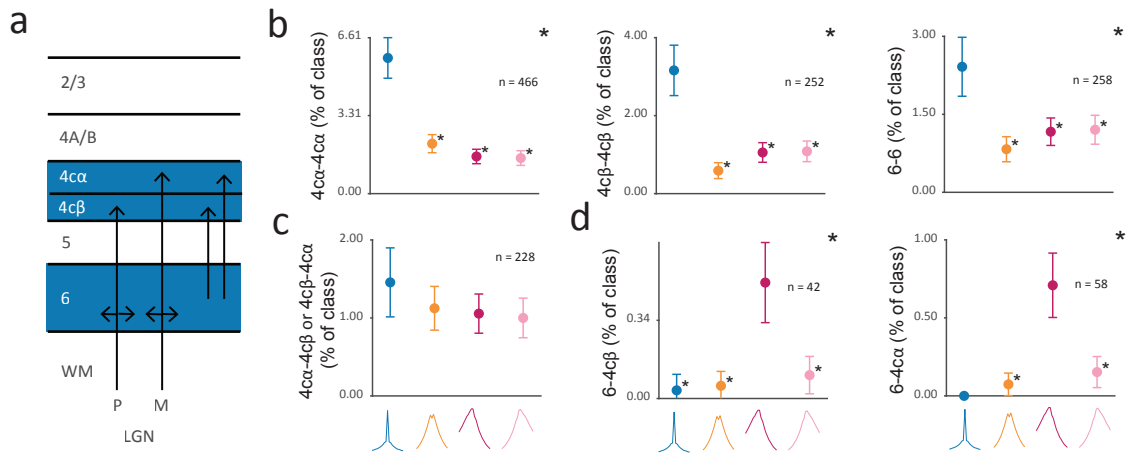 a
2/3
4A/B
4cα
4cβ
5
6
WM
P M
LGN
b
4cα-4cα (% of class)
6.61
3.31
0.00
*
n = 466
* * *
4cβ-4cβ (% of class)
4.00
2.00
0.00
*
n = 252
* * *
6-6 (% of class)
3.00
1.50
0.00
*
n = 258
* * *
c
4cα-4cβ or 4cβ-4cα
(% of class)
2.00
1.00
0.00
n = 228
d
6-4cβ (% of class)
0.34
0.00
*
n = 42
* * *
6-4cα (% of class)
1.00
0.50
0.00
*
n = 58
* *